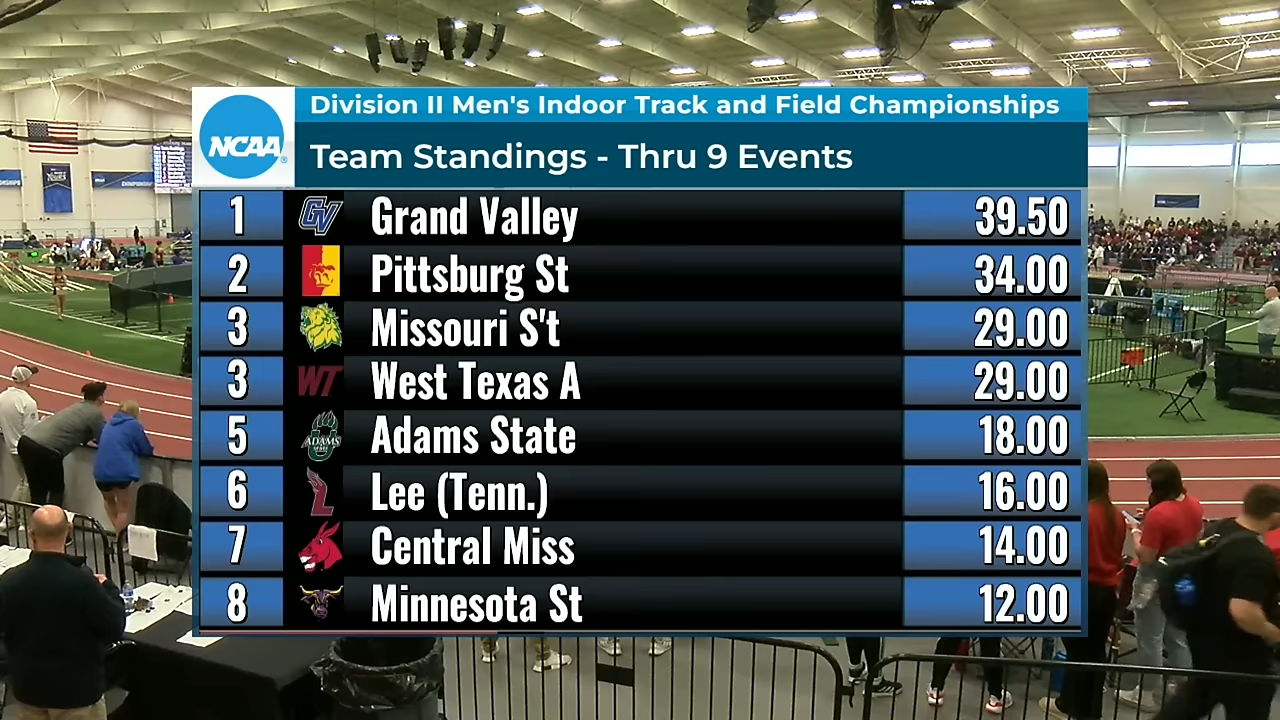 Division II Men's Indoor Track and Field Championships
NCAA
Team Standings - Thru 9 Events
1 GV Grand Valley 39.50
2 Pittsburg St 34.00
3 Missouri S't 29.00
3 WT West Texas A 29.00
5 ADAMS STATE Adams State 18.00
6 L Lee (Tenn.) 16.00
7 Central Miss 14.00
8 Minnesota St 12.00